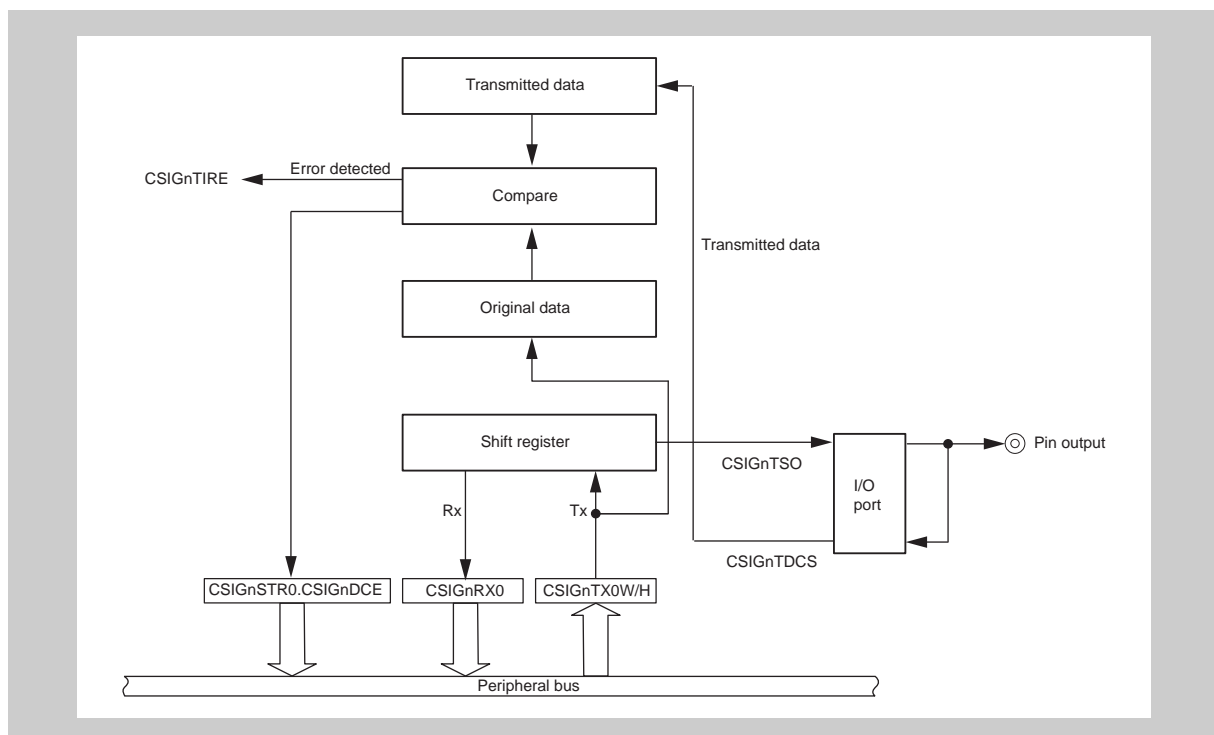 Transmitted data
Error detected
CSIGnTIRE
Compare
Transmitted data
Original data
Shift register
Pin output
CSIGnTSO
I/O
port
Rx
Tx
CSIGnTDCS
CSIGnSTR0.CSIGnDCE
CSIGnRX0
CSIGnTX0W/H
Peripheral bus